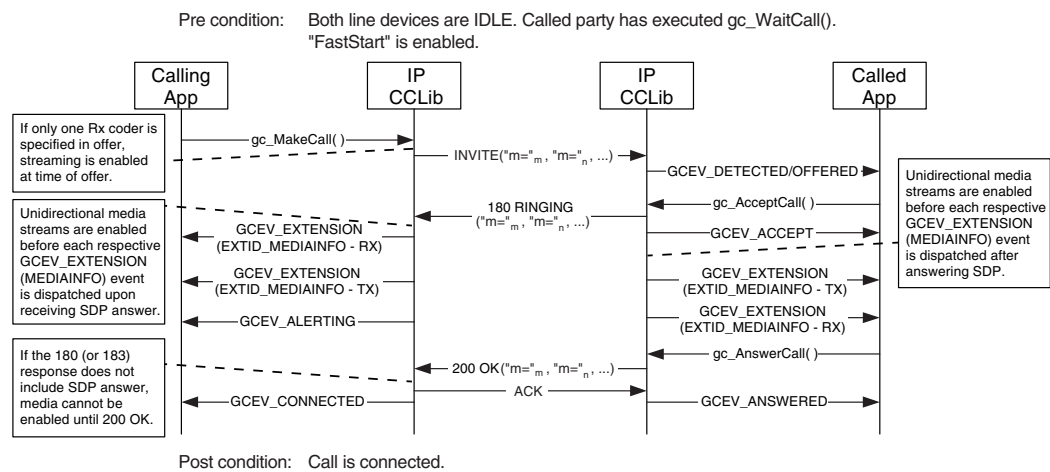 Pre condition: Both line devices are IDLE. Called party has executed gc_WaitCall().
"FastStart" is enabled.
Calling
App
IP
CCLib
IP
CCLib
Called
App
If only one Rx coder is
specified in offer,
streaming is enabled
at time of offer.
gc_MakeCall( )
INVITE("m="m, "m="n, ...)
GCEV_DETECTED/OFFERED
Unidirectional media
streams are enabled
before each respective
GCEV_EXTENSION
(MEDIAINFO) event
is dispatched after
answering SDP.
gc_AcceptCall( )
180 RINGING
("m="m, "m="n, ...)
Unidirectional media
streams are enabled
before each respective
GCEV_EXTENSION
(MEDIAINFO) event
is dispatched upon
receiving SDP answer.
GCEV_EXTENSION
(EXTID_MEDIAINFO - RX)
GCEV_ACCEPT
GCEV_EXTENSION
(EXTID_MEDIAINFO - TX)
GCEV_EXTENSION
(EXTID_MEDIAINFO - TX)
GCEV_ALERTING
GCEV_EXTENSION
(EXTID_MEDIAINFO - RX)
gc_AnswerCall( )
If the 180 (or 183)
response does not
include SDP answer,
media cannot be
enabled until 200 OK.
200 OK("m="m, "m="n, ...)
ACK
GCEV_CONNECTED
GCEV_ANSWERED
Post condition: Call is connected.